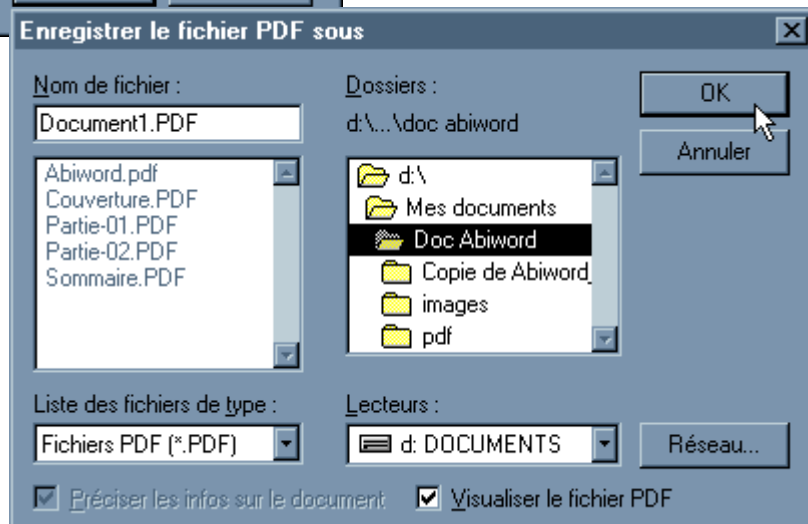 Enregistrer le fichier PDF sous
Nom de fichier :
Document1.PDF
Abiword.pdf
Couverture.PDF
Partie-01.PDF
Partie-02.PDF
Sommaire.PDF
Dossiers :
d:\...\doc abiword
d:\
Mes documents
Doc Abiword
Copie de Abiword_
images
pdf
OK
Annuler
Liste des fichiers de type :
Fichiers PDF (*.PDF)
Lecteurs :
d: DOCUMENTS
Réseau...
Préciser les infos sur le document
Visualiser le fichier PDF